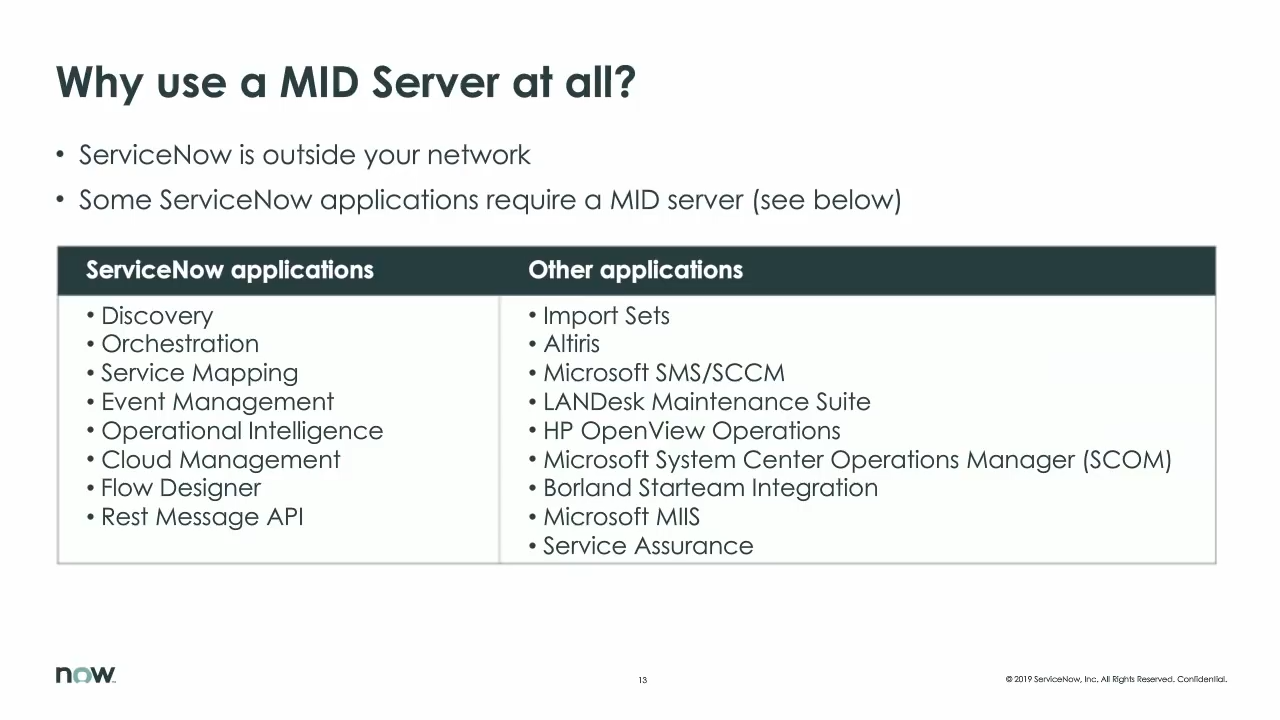 Why use a MID Server at all?
• ServiceNow is outside your network
• Some ServiceNow applications require a MID server (see below)
ServiceNow applications
• Discovery
• Orchestration
• Service Mapping
• Event Management
• Operational Intelligence
• Cloud Management
• Flow Designer
• Rest Message API
Other applications
• Import Sets
• Altiris
• Microsoft SMS/SCCM
• LANDesk Maintenance Suite
• HP OpenView Operations
• Microsoft System Center Operations Manager (SCOM)
• Borland Starteam Integration
• Microsoft MIIS
• Service Assurance
now
13
© 2019 ServiceNow, Inc. All Rights Reserved. Confidential.